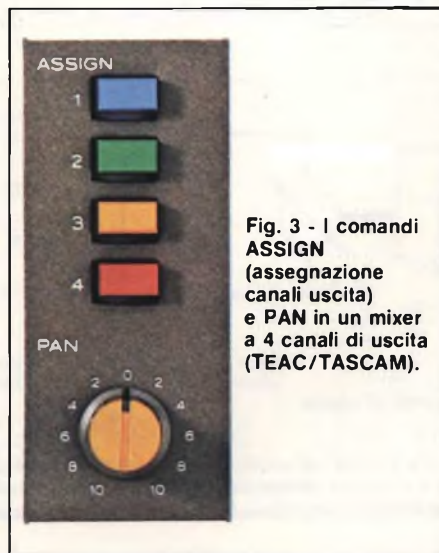 ASSIGN
1
2
3
4
PAN
0
2 2
4 4
6 6
8 8
10 10
Fig. 3 - I comandi
ASSIGN
(assegnazione
canali uscita)
e PAN in un mixer
a 4 canali di uscita
(TEAC/TASCAM).